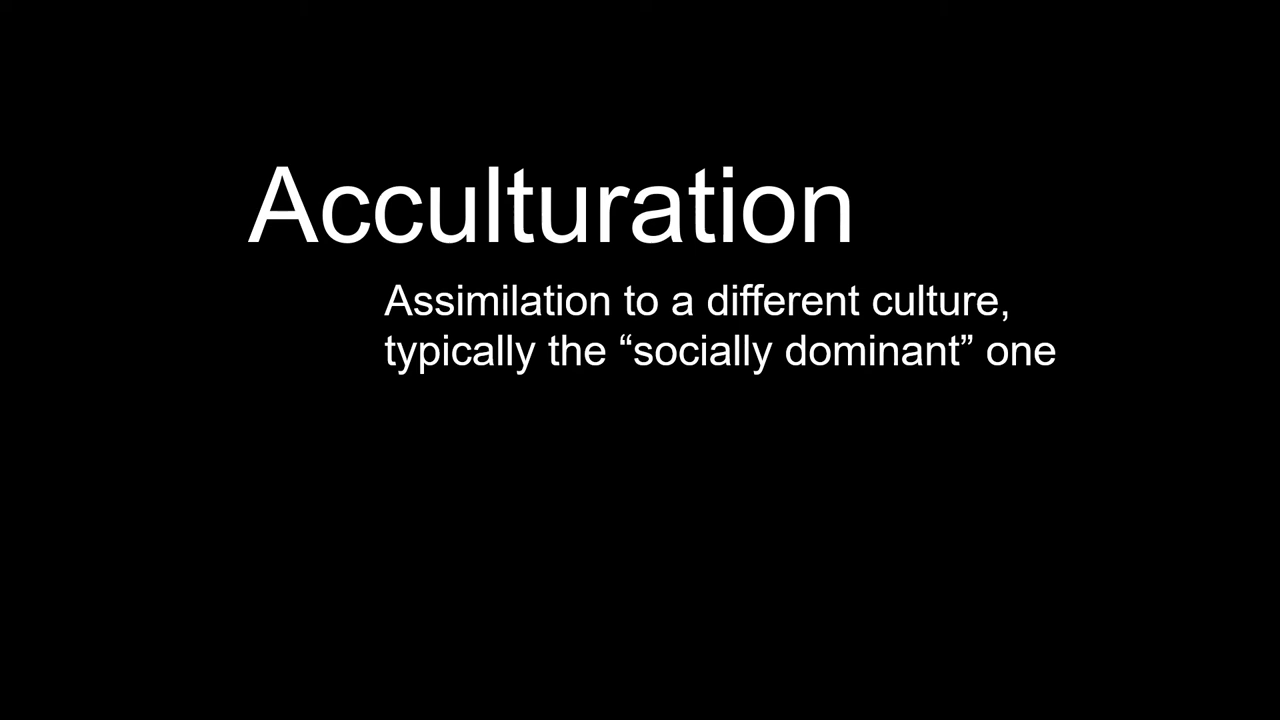 Acculturation
Assimilation to a different culture,
typically the “socially dominant” one